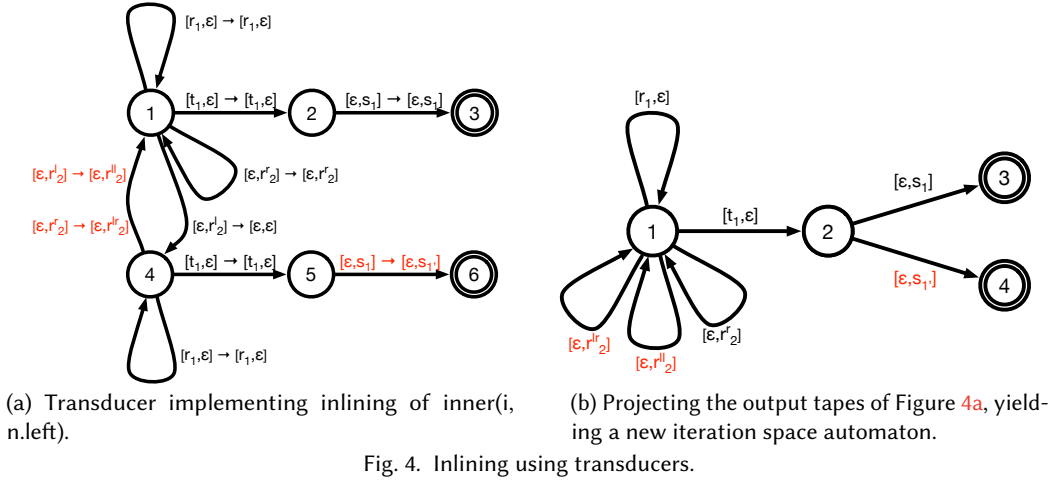 [r₁,ε] → [r₁,ε]
1
[t₁,ε] → [t₁,ε]
2
[ε,s₁] → [ε,s₁]
3
[ε,rˡ₂] → [ε,rˡˡ₂]
[ε,rʳ₂] → [ε,rʳ₂]
[ε,rʳ₂] → [ε,rˡʳ₂]
[ε,rˡ₂] → [ε,ε]
4
[t₁,ε] → [t₁,ε]
5
[ε,s₁] → [ε,s₁']
6
[r₁,ε] → [r₁,ε]
(a) Transducer implementing inlining of inner(i,
n.left).
[r₁,ε]
1
[t₁,ε]
2
[ε,s₁]
3
[ε,s₁']
4
[ε,rˡʳ₂]
[ε,rˡˡ₂]
[ε,rʳ₂]
(b) Projecting the output tapes of Figure 4a, yield-
ing a new iteration space automaton.
Fig. 4. Inlining using transducers.